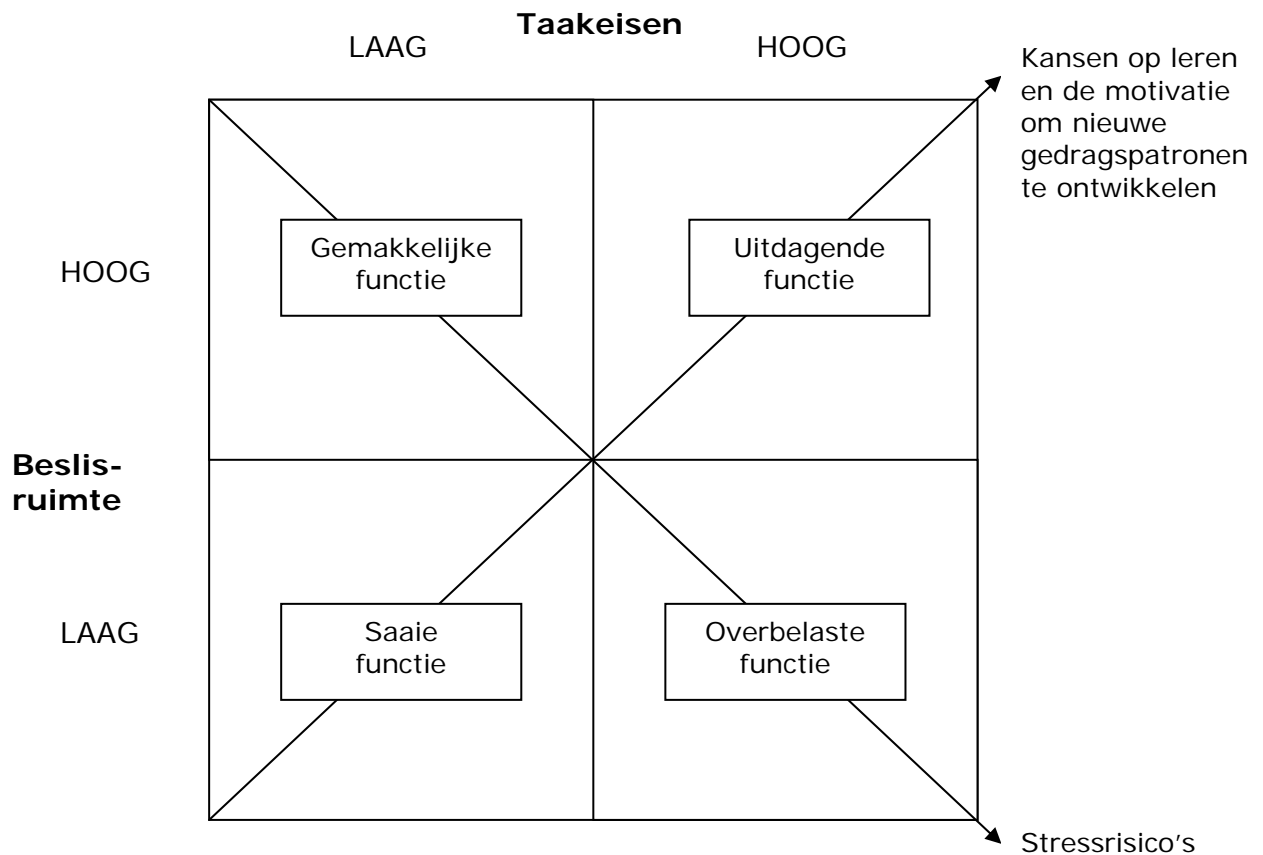 Taakeisen
LAAG
HOOG
Kansen op leren
en de motivatie
om nieuwe
gedragspatronen
te ontwikkelen
HOOG
Gemakkelijke
functie
Uitdagende
functie
Beslis-
ruimte
LAAG
Saaie
functie
Overbelaste
functie
Stressrisico's